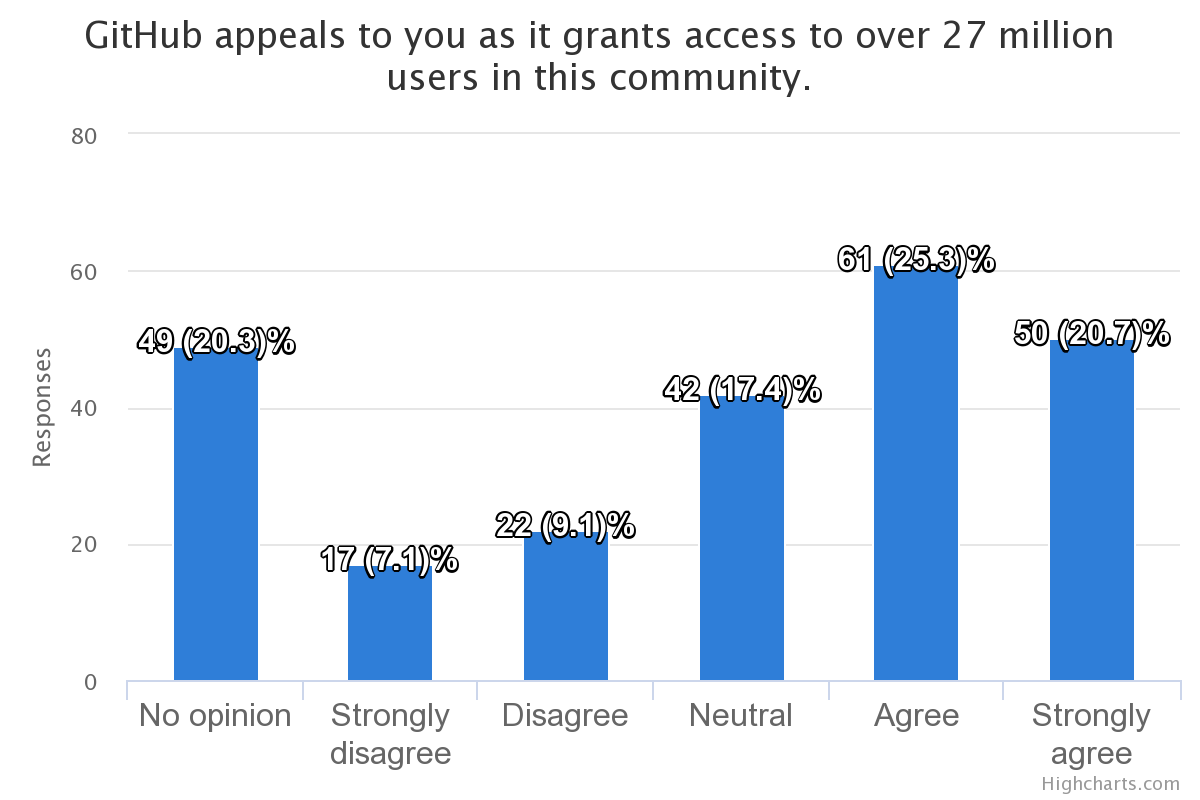 GitHub appeals to you as it grants access to over 27 million
users in this community.
80
60
40
20
0
Responses
49 (20.3)%
17 (7.1)%
22 (9.1)%
42 (17.4)%
61 (25.3)%
50 (20.7)%
No opinion
Strongly
disagree
Disagree
Neutral
Agree
Strongly
agree
Highcharts.com